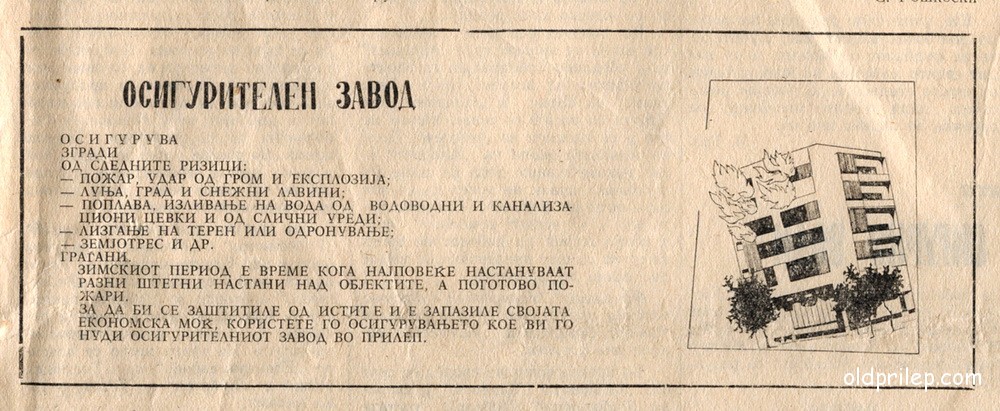 ОСИГУРИТЕЛЕН ЗАВОД
ОСИГУРУВА
ЗГРАДИ
ОД СЛЕДНИТЕ РИЗИЦИ:
— ПОЖАР, УДАР ОД ГРОМ И ЕКСПЛОЗИЈА;
— ЛУЊА, ГРАД И СНЕЖНИ ЛАВИНИ;
— ПОПЛАВА, ИЗЛИВАЊЕ НА ВОДА ОД ВОДОВОДНИ И КАНАЛИЗА-
ЦИОНИ ЦЕВКИ И ОД СЛИЧНИ УРЕДИ;
— ЛИЗГАЊЕ НА ТЕРЕН ИЛИ ОДРОНУВАЊЕ;
— ЗЕМЈОТРЕС И ДР.
ГРАЃАНИ,
ЗИМСКИОТ ПЕРИОД Е ВРЕМЕ КОГА НАЈПОВЕЌЕ НАСТАНУВААТ
РАЗНИ ШТЕТНИ НАСТАНИ НАД ОБЈЕКТИТЕ, А ПОГОТОВО ПО-
ЖАРИ.
ЗА ДА БИ СЕ ЗАШТИТИЛЕ ОД ИСТИТЕ И Е ЗАПАЗИЛЕ СВОЈАТА
ЕКОНОМСКА МОЌ, КОРИСТЕТЕ ГО ОСИГУРУВАЊЕТО КОЕ ВИ ГО
НУДИ ОСИГУРИТЕЛНИОТ ЗАВОД ВО ПРИЛЕП.
oldprilep.com